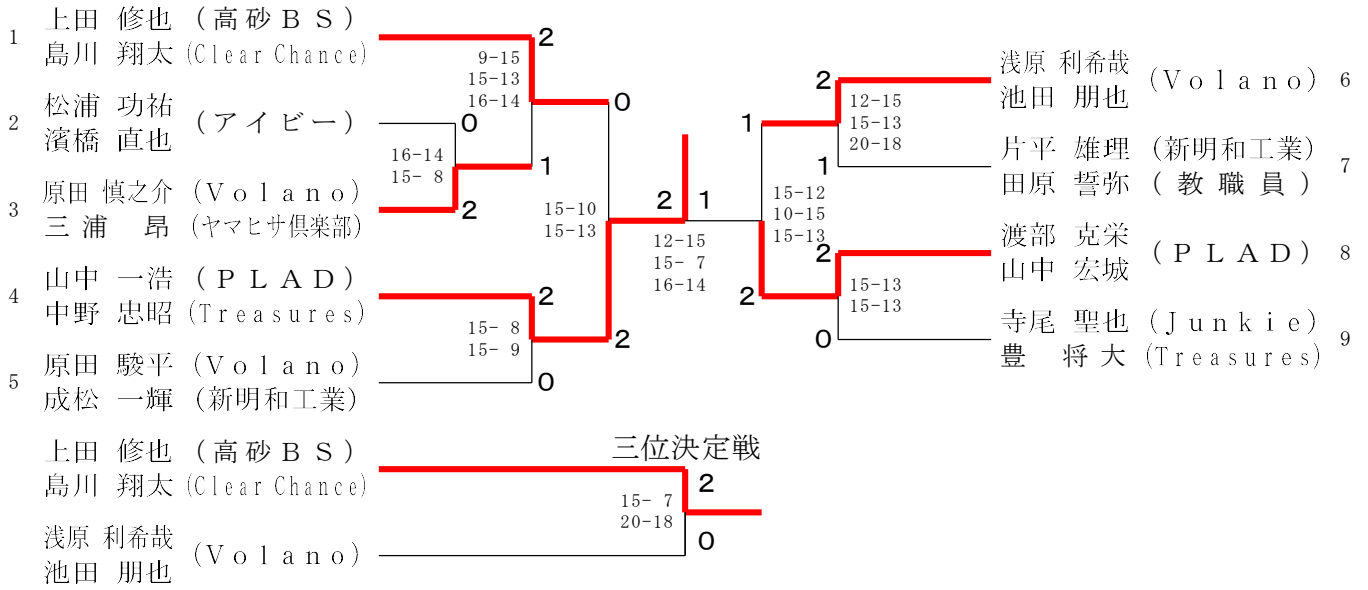 1
上田 修也 (高砂BS)
島川 翔太 (Clear Chance)
2
松浦 功祐
濱橋 直也
(アイビー)
3
原田 慎之介 (Volano)
三浦 昂 (ヤマヒサ倶楽部)
4
山中 一浩 (PLAD)
中野 忠昭 (Treasures)
5
原田 駿平 (Volano)
成松 一輝 (新明和工業)
2
9-15
15-13
16-14
0
0
16-14
15- 8
1
2
15-10
15-13
2
15- 8
15- 9
2
0
2 1
12-15
15- 7
16-14
1
15-12
10-15
15-13
2
2
12-15
15-13
20-18
1
2
15-13
15-13
0
浅原 利希哉
池田 朋也
(Volano) 6
片平 雄理 (新明和工業)
田原 誓弥 (教職員)
7
渡部 克栄
山中 宏城
(PLAD) 8
寺尾 聖也 (Junkie)
豊 将大 (Treasures)
9
三位決定戦
上田 修也 (高砂BS)
島川 翔太 (Clear Chance)
2
15- 7
20-18
0
浅原 利希哉
池田 朋也
(Volano)